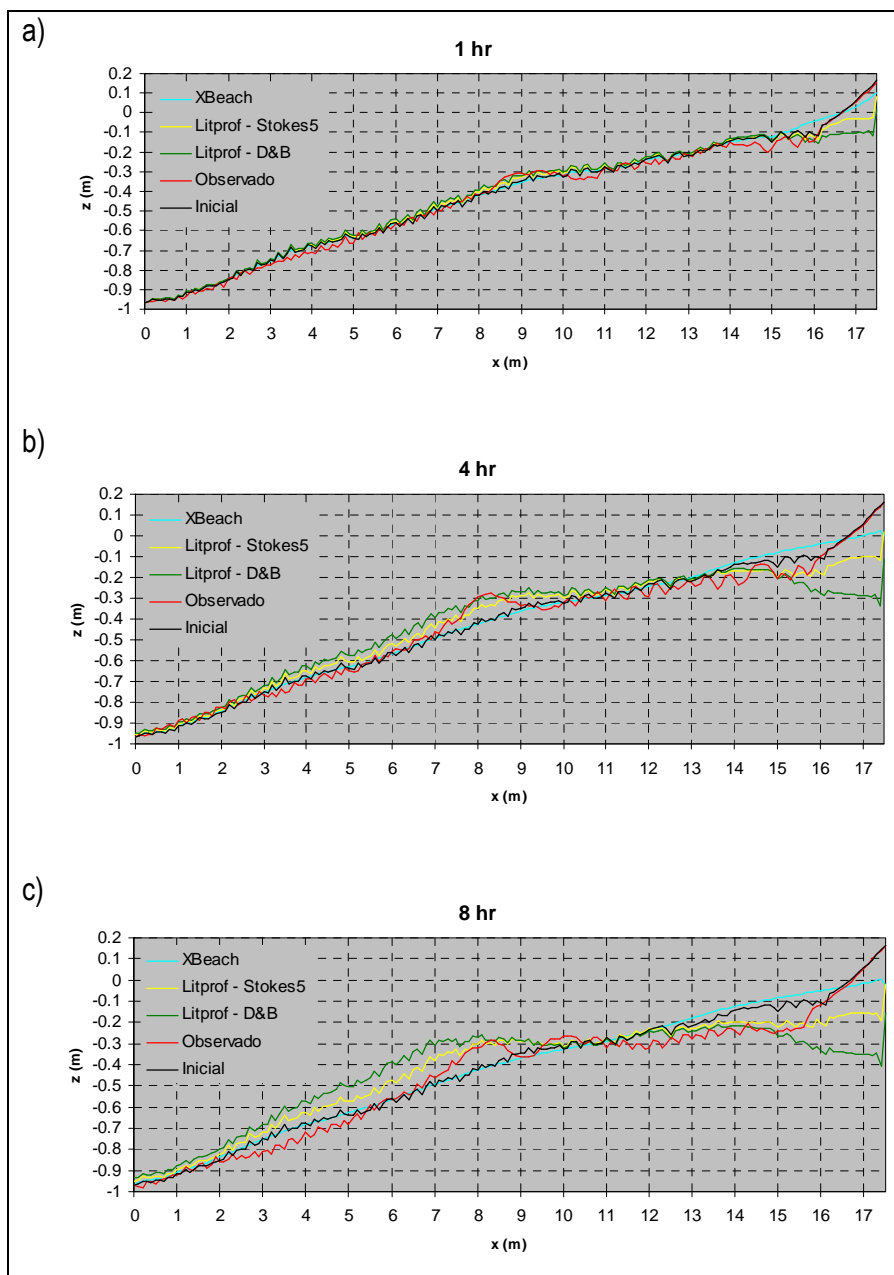 a)
1 hr
0.2
0.1
0
-0.1
-0.2
-0.3
-0.4
-0.5
-0.6
-0.7
-0.8
-0.9
-1
z (m)
XBeach
Litprof - Stokes5
Litprof - D&B
Observado
Inicial
0 1 2 3 4 5 6 7 8 9 10 11 12 13 14 15 16 17
x (m)
b)
4 hr
0.2
0.1
0
-0.1
-0.2
-0.3
-0.4
-0.5
-0.6
-0.7
-0.8
-0.9
-1
z (m)
XBeach
Litprof - Stokes5
Litprof - D&B
Observado
Inicial
0 1 2 3 4 5 6 7 8 9 10 11 12 13 14 15 16 17
x (m)
c)
8 hr
0.2
0.1
0
-0.1
-0.2
-0.3
-0.4
-0.5
-0.6
-0.7
-0.8
-0.9
-1
z (m)
XBeach
Litprof - Stokes5
Litprof - D&B
Observado
Inicial
0 1 2 3 4 5 6 7 8 9 10 11 12 13 14 15 16 17
x (m)